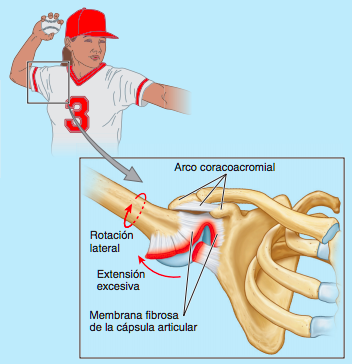 3
Arco coracoacromial
Rotación
lateral
Extensión
excesiva
Membrana fibrosa
de la cápsula articular